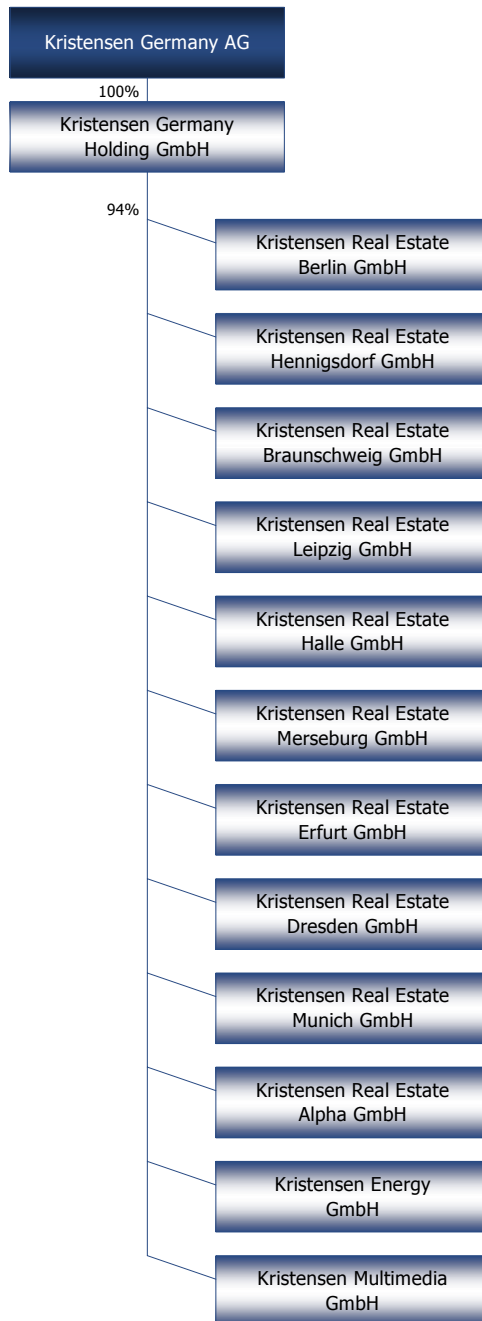 Kristensen Germany AG
100%
Kristensen Germany
Holding GmbH
94%
Kristensen Real Estate
Berlin GmbH
Kristensen Real Estate
Hennigsdorf GmbH
Kristensen Real Estate
Braunschweig GmbH
Kristensen Real Estate
Leipzig GmbH
Kristensen Real Estate
Halle GmbH
Kristensen Real Estate
Merseburg GmbH
Kristensen Real Estate
Erfurt GmbH
Kristensen Real Estate
Dresden GmbH
Kristensen Real Estate
Munich GmbH
Kristensen Real Estate
Alpha GmbH
Kristensen Energy
GmbH
Kristensen Multimedia
GmbH